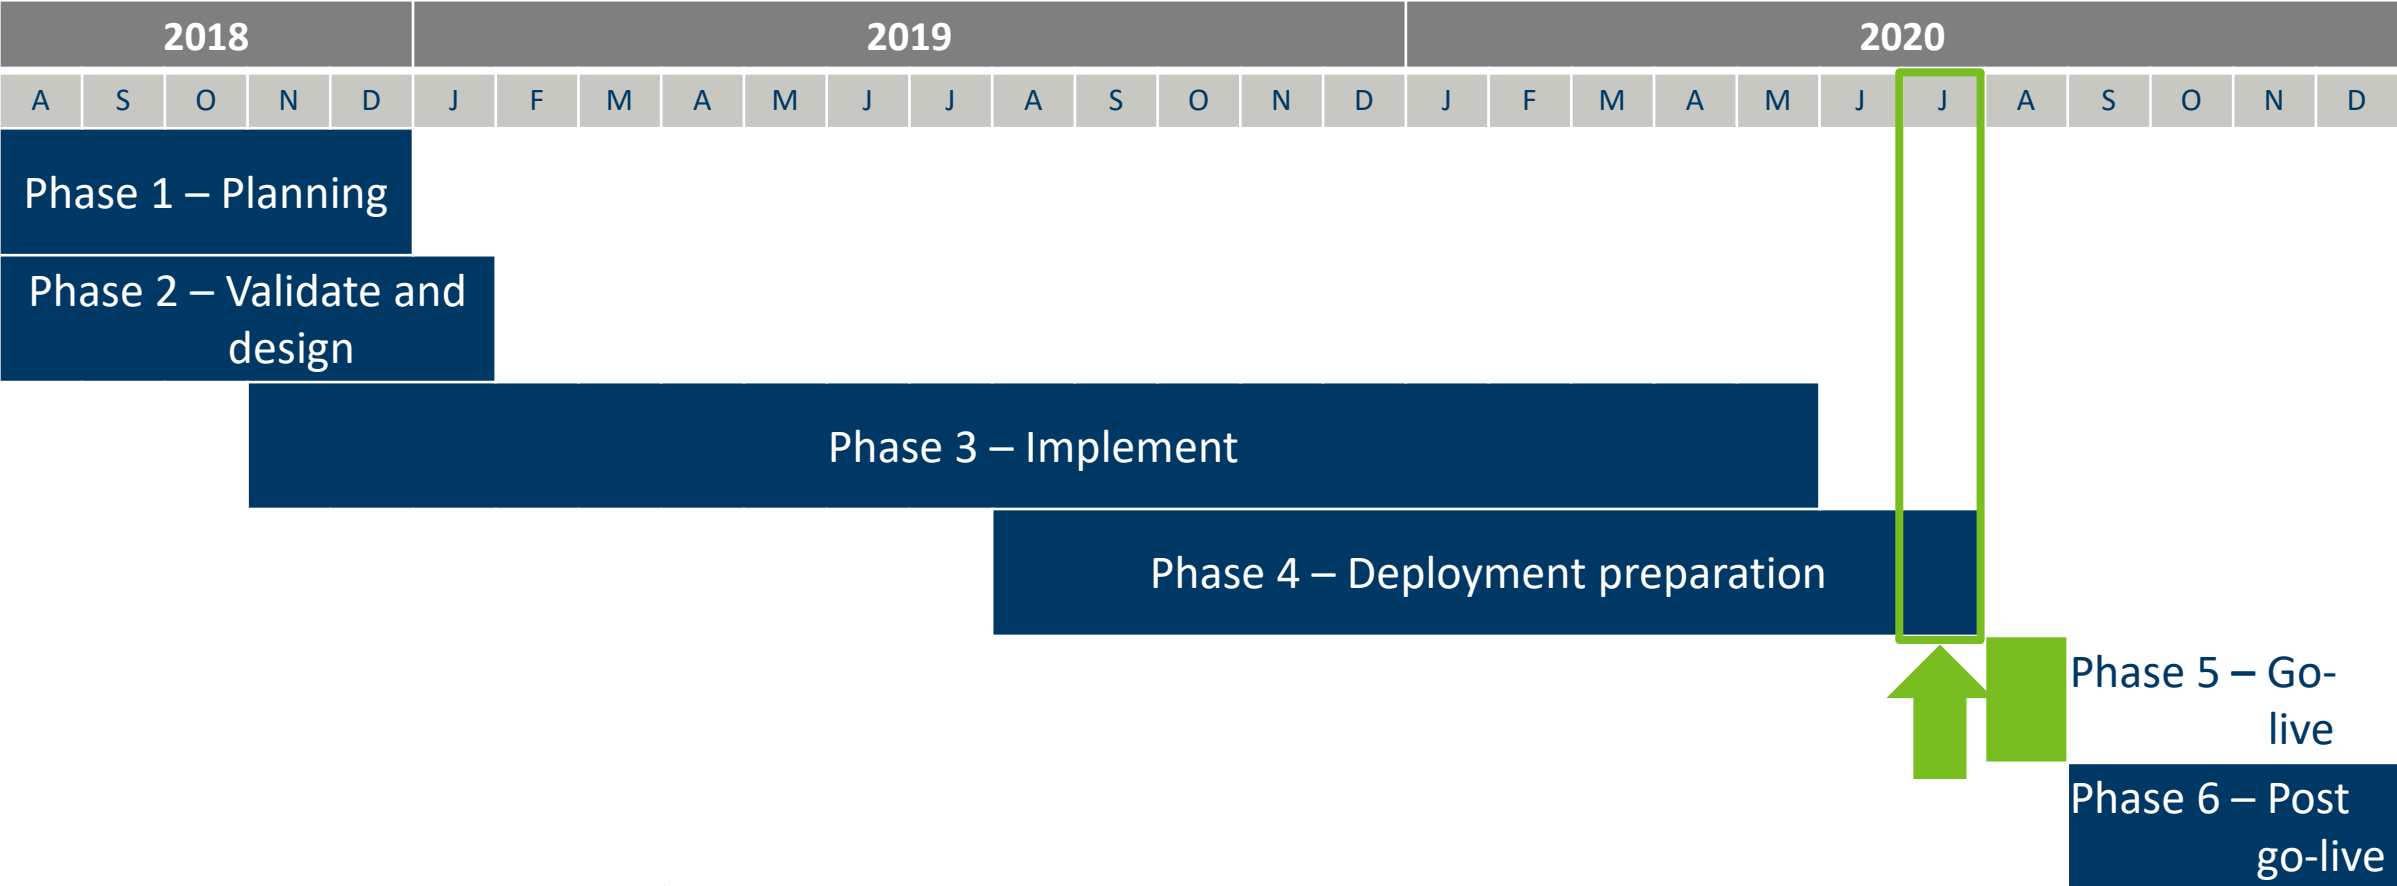 2018 2019 2020
A S O N D J F M A M J J A S O N D J F M A M J J A S O N D
Phase 1 – Planning
Phase 2 – Validate and
design
Phase 3 – Implement
Phase 4 – Deployment preparation
Phase 5 – Go-
live
Phase 6 – Post
go-live